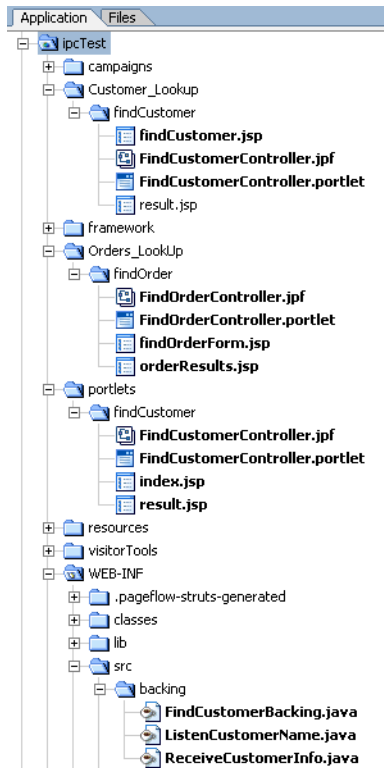 Application Files
ipcTest
campaigns
Customer_Lookup
findCustomer
findCustomer.jsp
FindCustomerController.jpf
FindCustomerController.portlet
result.jsp
framework
Orders_LookUp
findOrder
FindOrderController.jpf
FindOrderController.portlet
findOrderForm.jsp
orderResults.jsp
portlets
findCustomer
FindCustomerController.jpf
FindCustomerController.portlet
index.jsp
result.jsp
resources
visitorTools
WEB-INF
.pageflow-struts-generated
classes
lib
src
backing
FindCustomerBacking.java
ListenCustomerName.java
ReceiveCustomerInfo.java